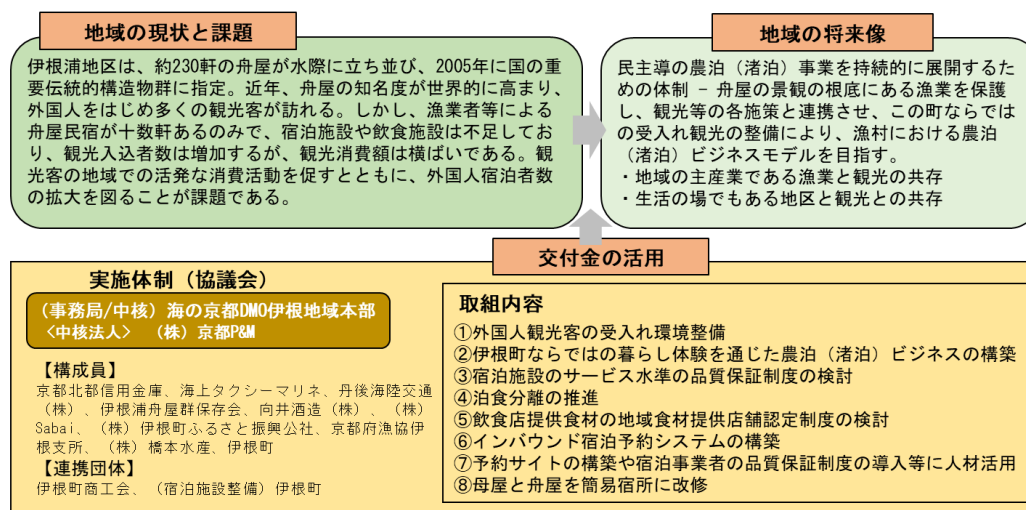 地域の現状と課題
伊根浦地区は、約230軒の舟屋が水際に立ち並び、2005年に国の重
要伝統的構造物群に指定。近年、舟屋の知名度が世界的に高まり、
外国人をはじめ多くの観光客が訪れる。しかし、漁業者等による
舟屋民宿が十数軒あるのみで、宿泊施設や飲食施設は不足してお
り、観光入込者数は増加するが、観光消費額は横ばいである。観
光客の地域での活発な消費活動を促すとともに、外国人宿泊者数
の拡大を図ることが課題である。
地域の将来像
民主導の農泊（渚泊）事業を持続的に展開するた
めの体制 － 舟屋の景観の根底にある漁業を保護
し、観光等の各施策と連携させ、この町ならでは
の受入れ観光の整備により、漁村における農泊
（渚泊）ビジネスモデルを目指す。
・地域の主産業である漁業と観光の共存
・生活の場でもある地区と観光との共存
交付金の活用
実施体制（協議会）
（事務局/中核）海の京都DMO伊根地域本部
＜中核法人＞　（株）京都P&M
【構成員】
京都北都信用金庫、海上タクシーマリネ、丹後海陸交通
（株）、伊根浦舟屋群保存会、向井酒造（株）、（株）
Sabai、（株）伊根町ふるさと振興公社、京都府漁協伊
根支所、（株）橋本水産、伊根町
【連携団体】
伊根町商工会、（宿泊施設整備）伊根町
取組内容
①外国人観光客の受入れ環境整備
②伊根町ならではの暮らし体験を通じた農泊（渚泊）ビジネスの構築
③宿泊施設のサービス水準の品質保証制度の検討
④泊食分離の推進
⑤飲食店提供食材の地域食材提供店舗認定制度の検討
⑥インバウンド宿泊予約システムの構築
⑦予約サイトの構築や宿泊事業者の品質保証制度の導入等に人材活用
⑧母屋と舟屋を簡易宿所に改修